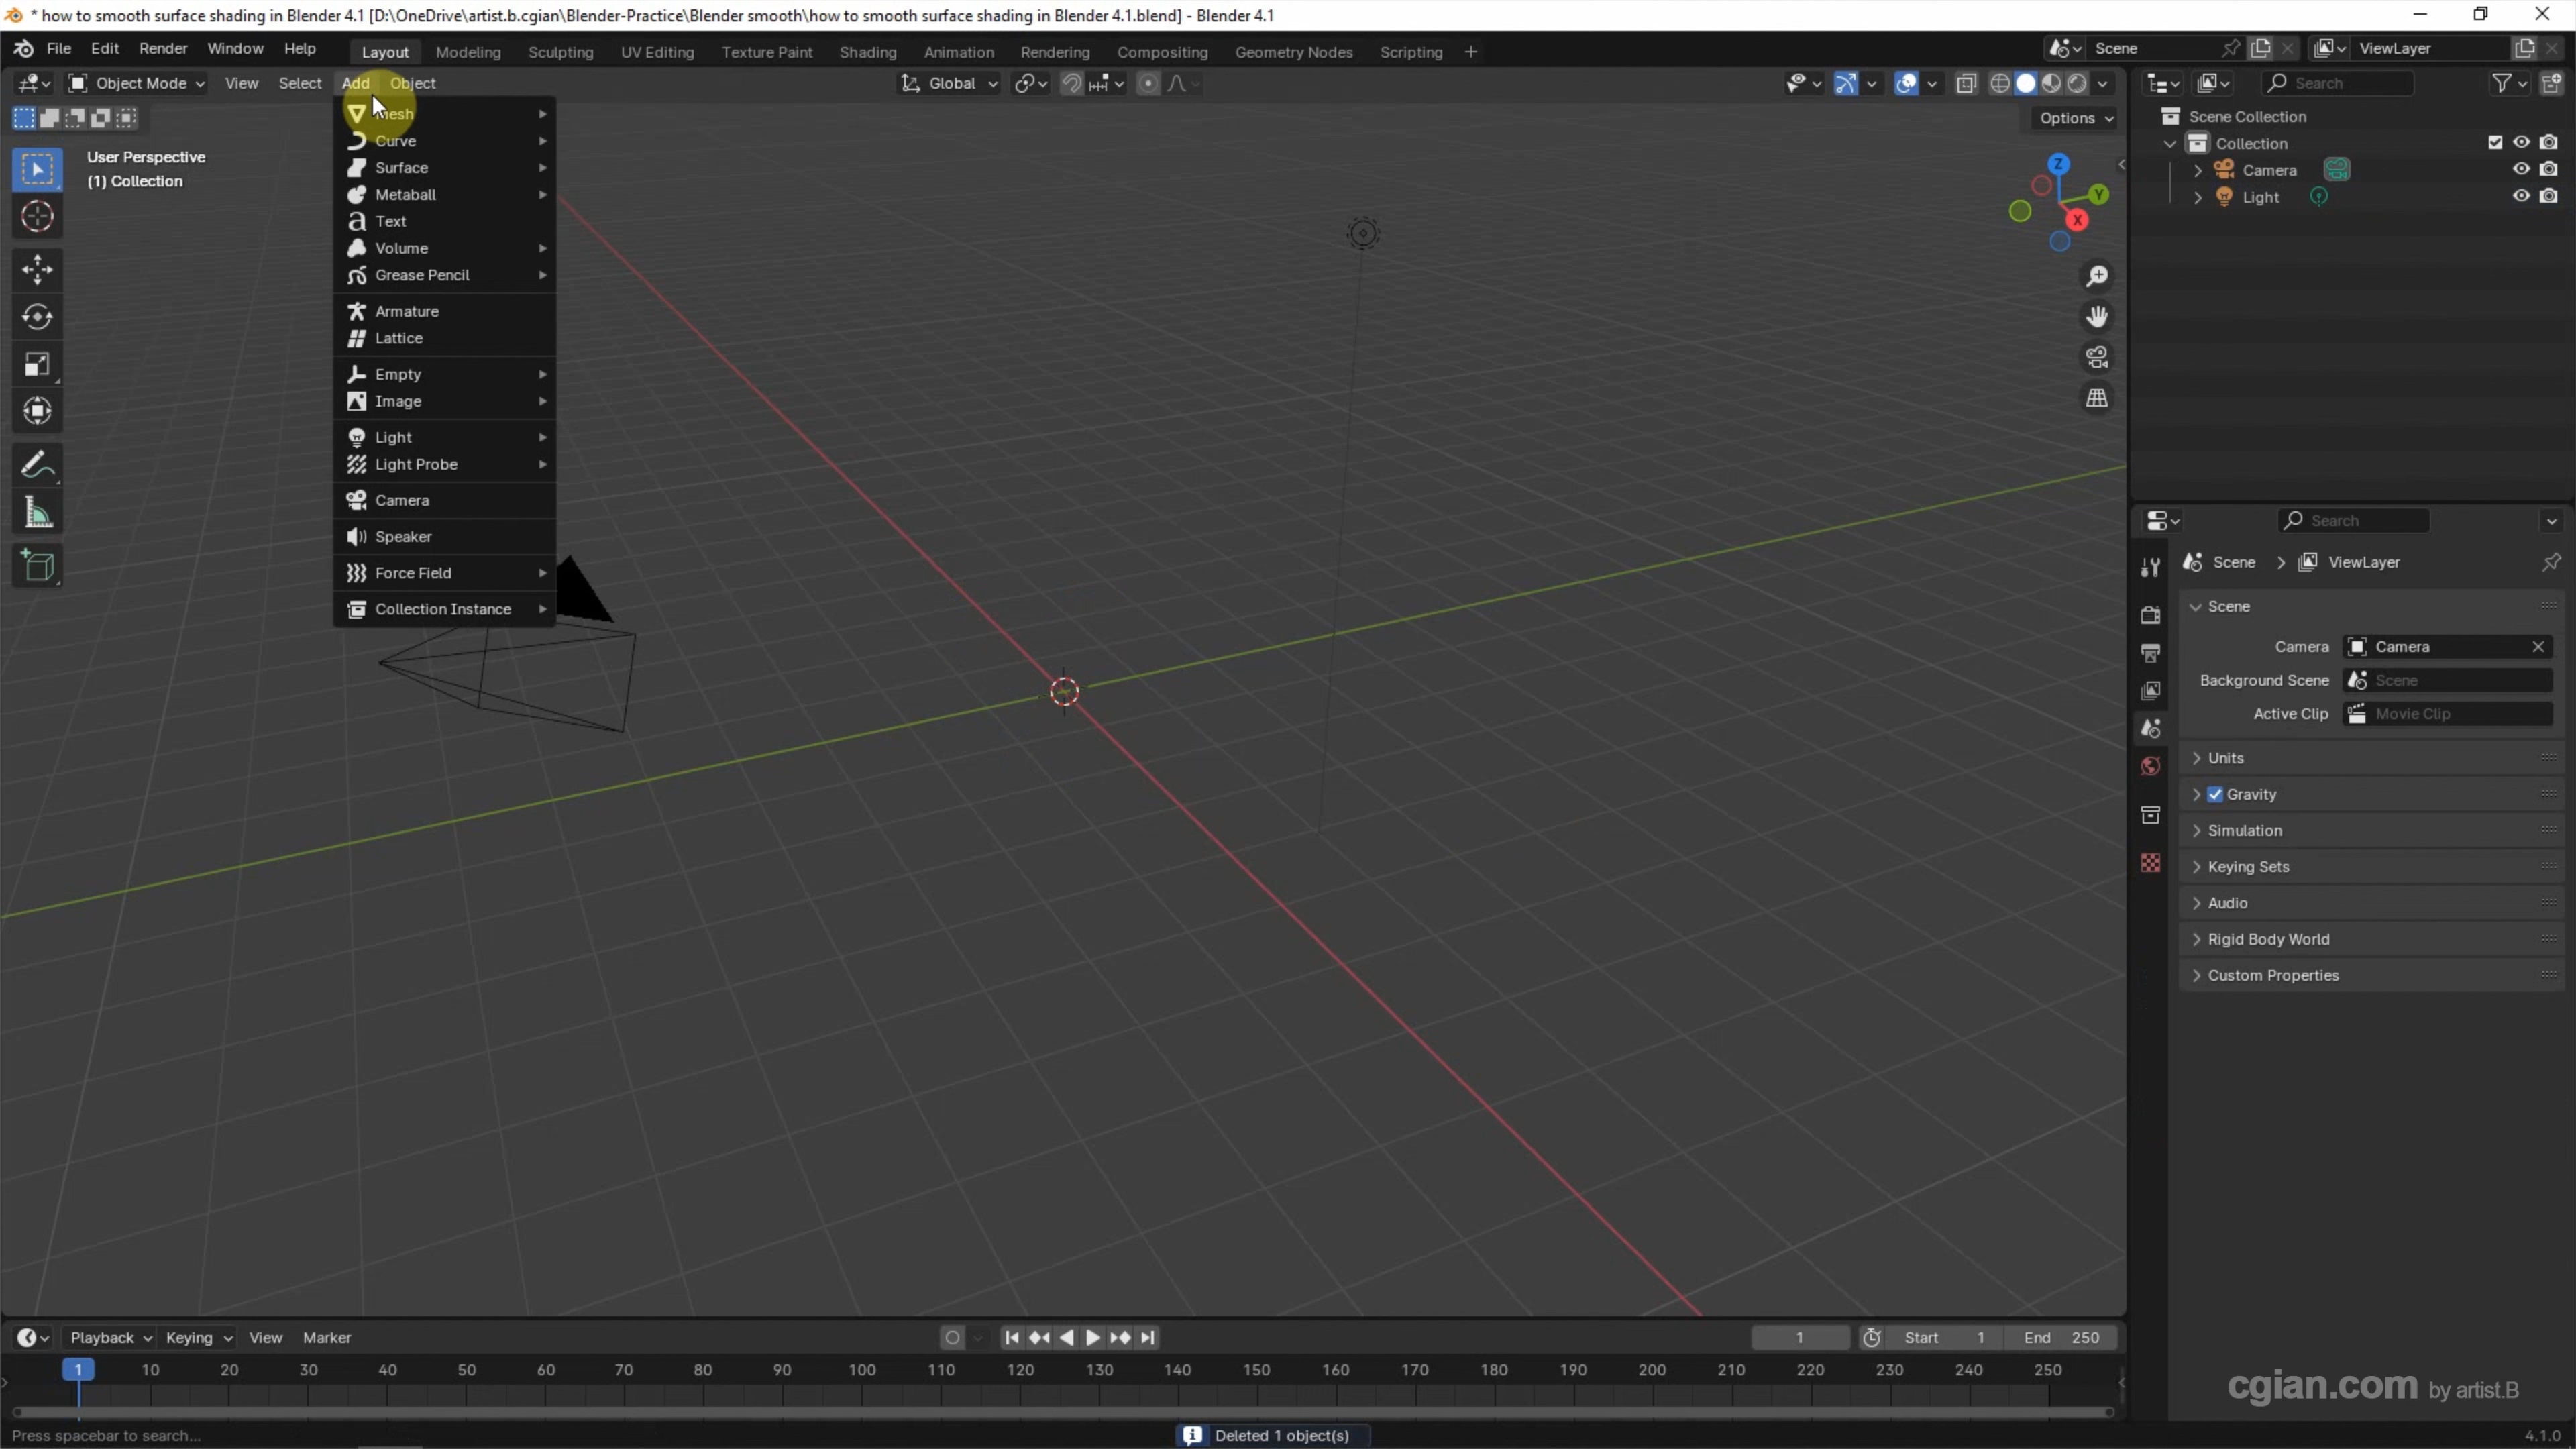 * how to smooth surface shading in Blender 4.1 [D:\OneDrive\artist.b.cgian\Blender-Practice\Blender smooth\how to smooth surface shading in Blender 4.1.blend] - Blender 4.1
File Edit Render Window Help Layout Modeling Sculpting UV Editing Texture Paint Shading Animation Rendering Compositing Geometry Nodes Scripting + Scene ViewLayer
Object Mode View Select Add Object Global Search
Options
User Perspective
(1) Collection
Mesh
Curve
Surface
Metaball
Text
Volume
Grease Pencil
Armature
Lattice
Empty
Image
Light
Light Probe
Camera
Speaker
Force Field
Collection Instance
Z
Y
X
Scene Collection
Collection
Camera
Light
Search
Scene > ViewLayer
Scene
Camera Camera
Background Scene Scene
Active Clip Movie Clip
Units
Gravity
Simulation
Keying Sets
Audio
Rigid Body World
Custom Properties
Playback Keying View Marker 1 Start 1 End 250
1 10 20 30 40 50 60 70 80 90 100 110 120 130 140 150 160 170 180 190 200 210 220 230 240 250
cgian.com by artist.B
Press spacebar to search... Deleted 1 object(s) 4.1.0